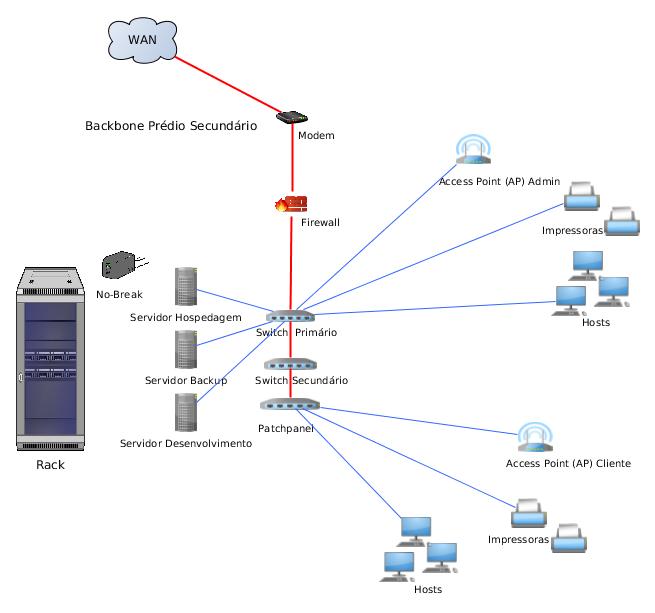 WAN
Backbone Prédio Secundário
Modem
Access Point (AP) Admin
Firewall
Impressoras
No-Break
Servidor Hospedagem
Hosts
Switch Primário
Servidor Backup
Switch Secundário
Patchpanel
Servidor Desenvolvimento
Rack
Access Point (AP) Cliente
Impressoras
Hosts